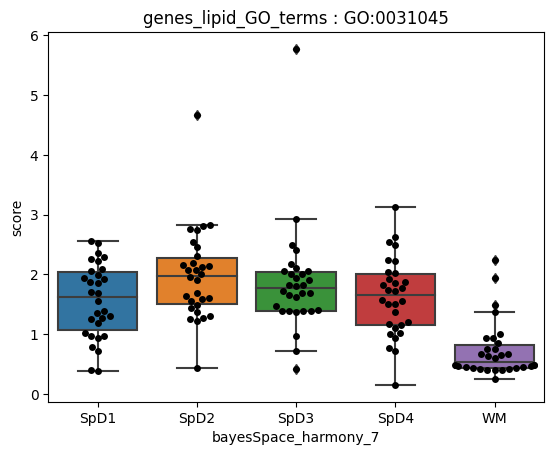 genes_lipid_GO_terms : GO:0031045
6
5
4
3
2
1
0
score
SpD1 SpD2 SpD3 SpD4 WM
bayesSpace_harmony_7